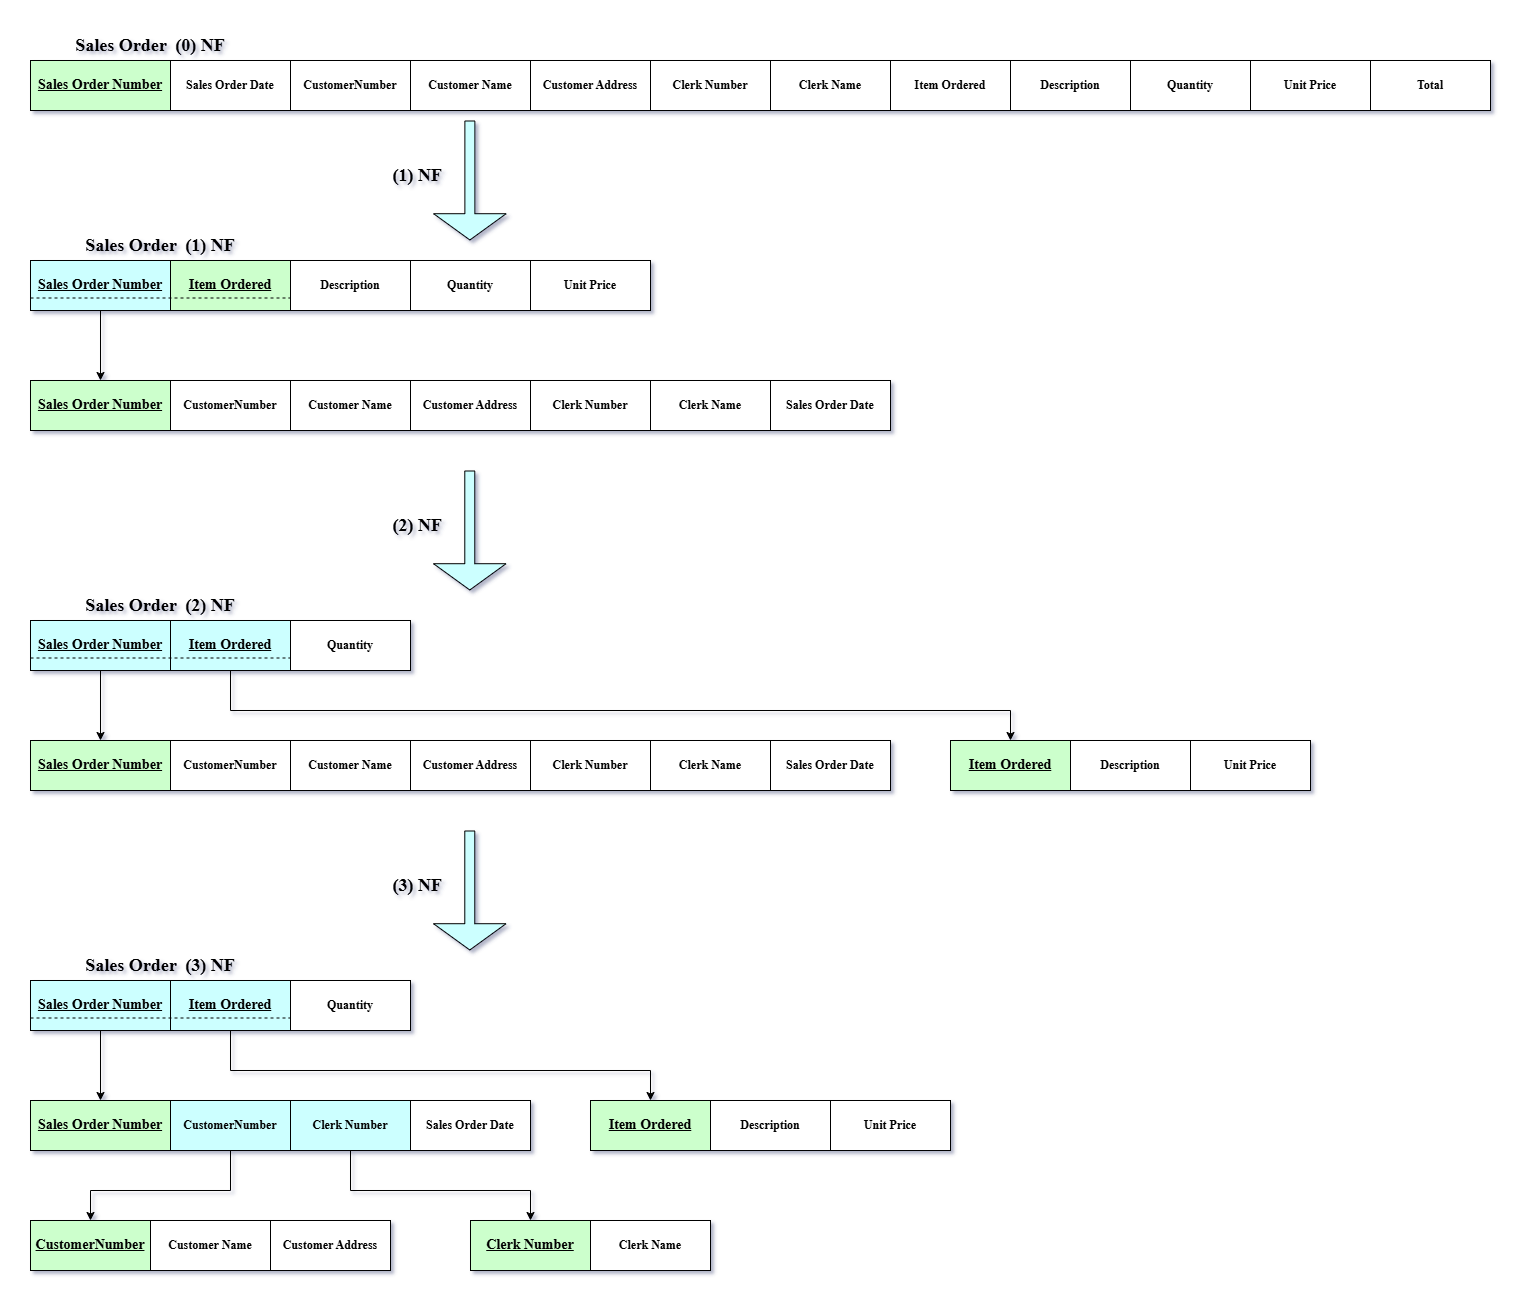 Sales Order (0) NF
Sales Order Number Sales Order Date CustomerNumber Customer Name Customer Address Clerk Number Clerk Name Item Ordered Description Quantity Unit Price Total
(1) NF
Sales Order (1) NF
Sales Order Number Item Ordered Description Quantity Unit Price
Sales Order Number CustomerNumber Customer Name Customer Address Clerk Number Clerk Name Sales Order Date
(2) NF
Sales Order (2) NF
Sales Order Number Item Ordered Quantity
Sales Order Number CustomerNumber Customer Name Customer Address Clerk Number Clerk Name Sales Order Date Item Ordered Description Unit Price
(3) NF
Sales Order (3) NF
Sales Order Number Item Ordered Quantity
Sales Order Number CustomerNumber Clerk Number Sales Order Date Item Ordered Description Unit Price
CustomerNumber Customer Name Customer Address Clerk Number Clerk Name